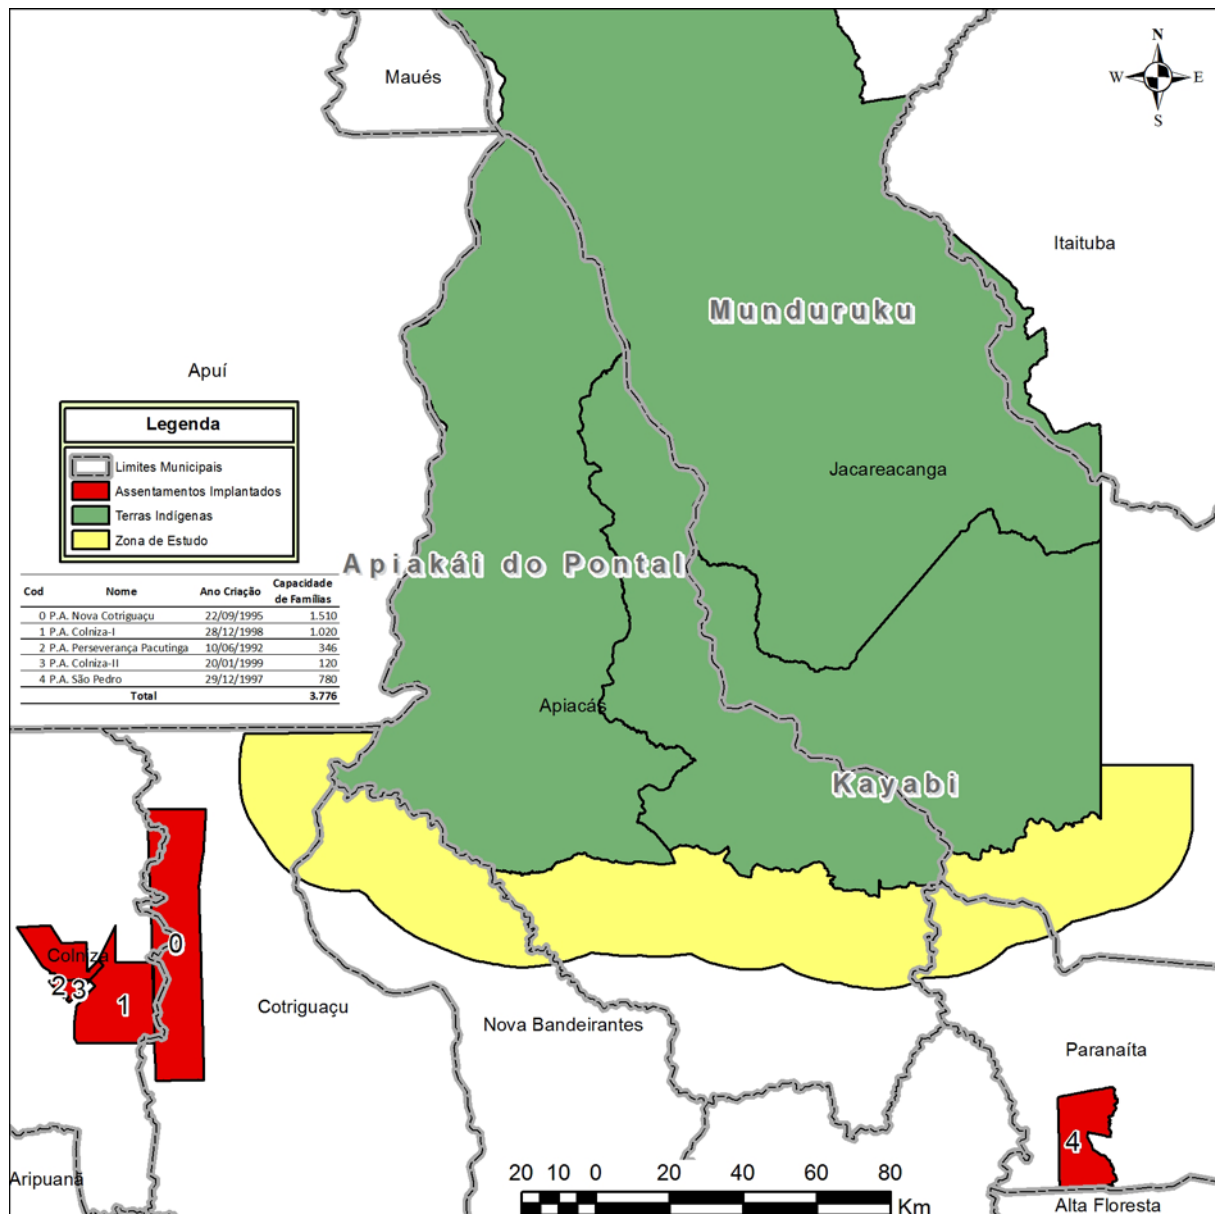 Maués
N
W E
S
Itaituba
Munduruku
Apuí
Legenda
Limites Municipais
Assentamentos Implantados
Terras Indígenas
Zona de Estudo
Jacareacanga
Apiakái do Pontal
Cod Nome Ano Criação Capacidade de Famílias
0 P.A. Nova Cotriguaçu 22/09/1995 1.510
1 P.A. Colniza-I 28/12/1998 1.020
2 P.A. Perseverança Pacutinga 10/06/1992 346
3 P.A. Colniza-II 20/01/1999 120
4 P.A. São Pedro 29/12/1997 780
Total 3.776
Apiacás
Kayabi
0
Colniza
2 3
1
Cotriguaçu
Nova Bandeirantes
Paranaíta
4
Aripuanã
20 10 0 20 40 60 80
Km
Alta Floresta